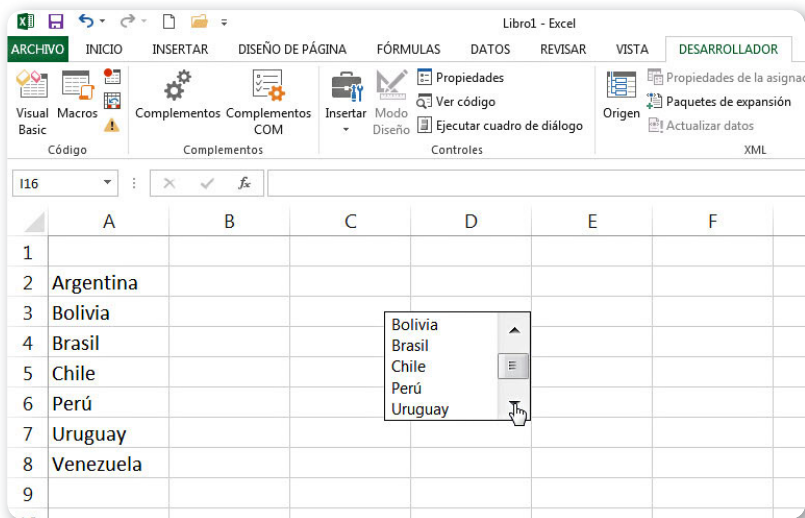 Libro1 - Excel
ARCHIVO INICIO INSERTAR DISEÑO DE PÁGINA FÓRMULAS DATOS REVISAR VISTA DESARROLLADOR
Visual Basic
Macros
Código
Complementos
Complementos COM
Complementos
Insertar
Modo Diseño
Propiedades
Ver código
Ejecutar cuadro de diálogo
Controles
Origen
Propiedades de la asignac
Paquetes de expansión
Actualizar datos
XML
I16 fx
A B C D E F
1
2 Argentina
3 Bolivia
4 Brasil
5 Chile
6 Perú
7 Uruguay
8 Venezuela
9
Bolivia
Brasil
Chile
Perú
Uruguay